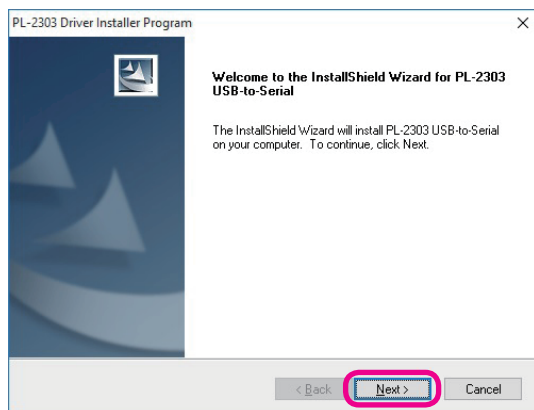 PL-2303 Driver Installer Program
Welcome to the InstallShield Wizard for PL-2303
USB-to-Serial
The InstallShield Wizard will install PL-2303 USB-to-Serial
on your computer. To continue, click Next.
< Back
Next >
Cancel